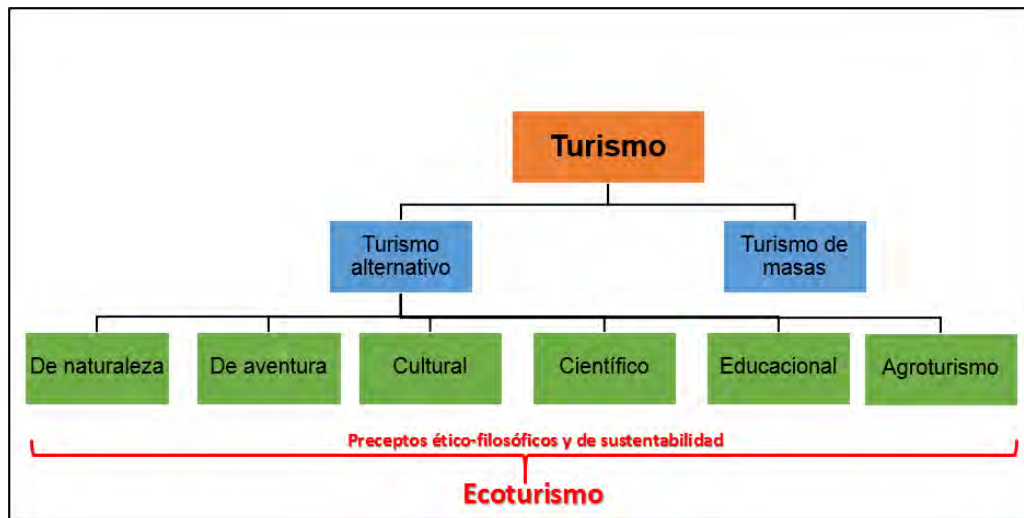 Turismo
Turismo
alternativo
Turismo de
masas
De naturaleza
De aventura
Cultural
Científico
Educacional
Agroturismo
Preceptos ético-filosóficos y de sustentabilidad
Ecoturismo